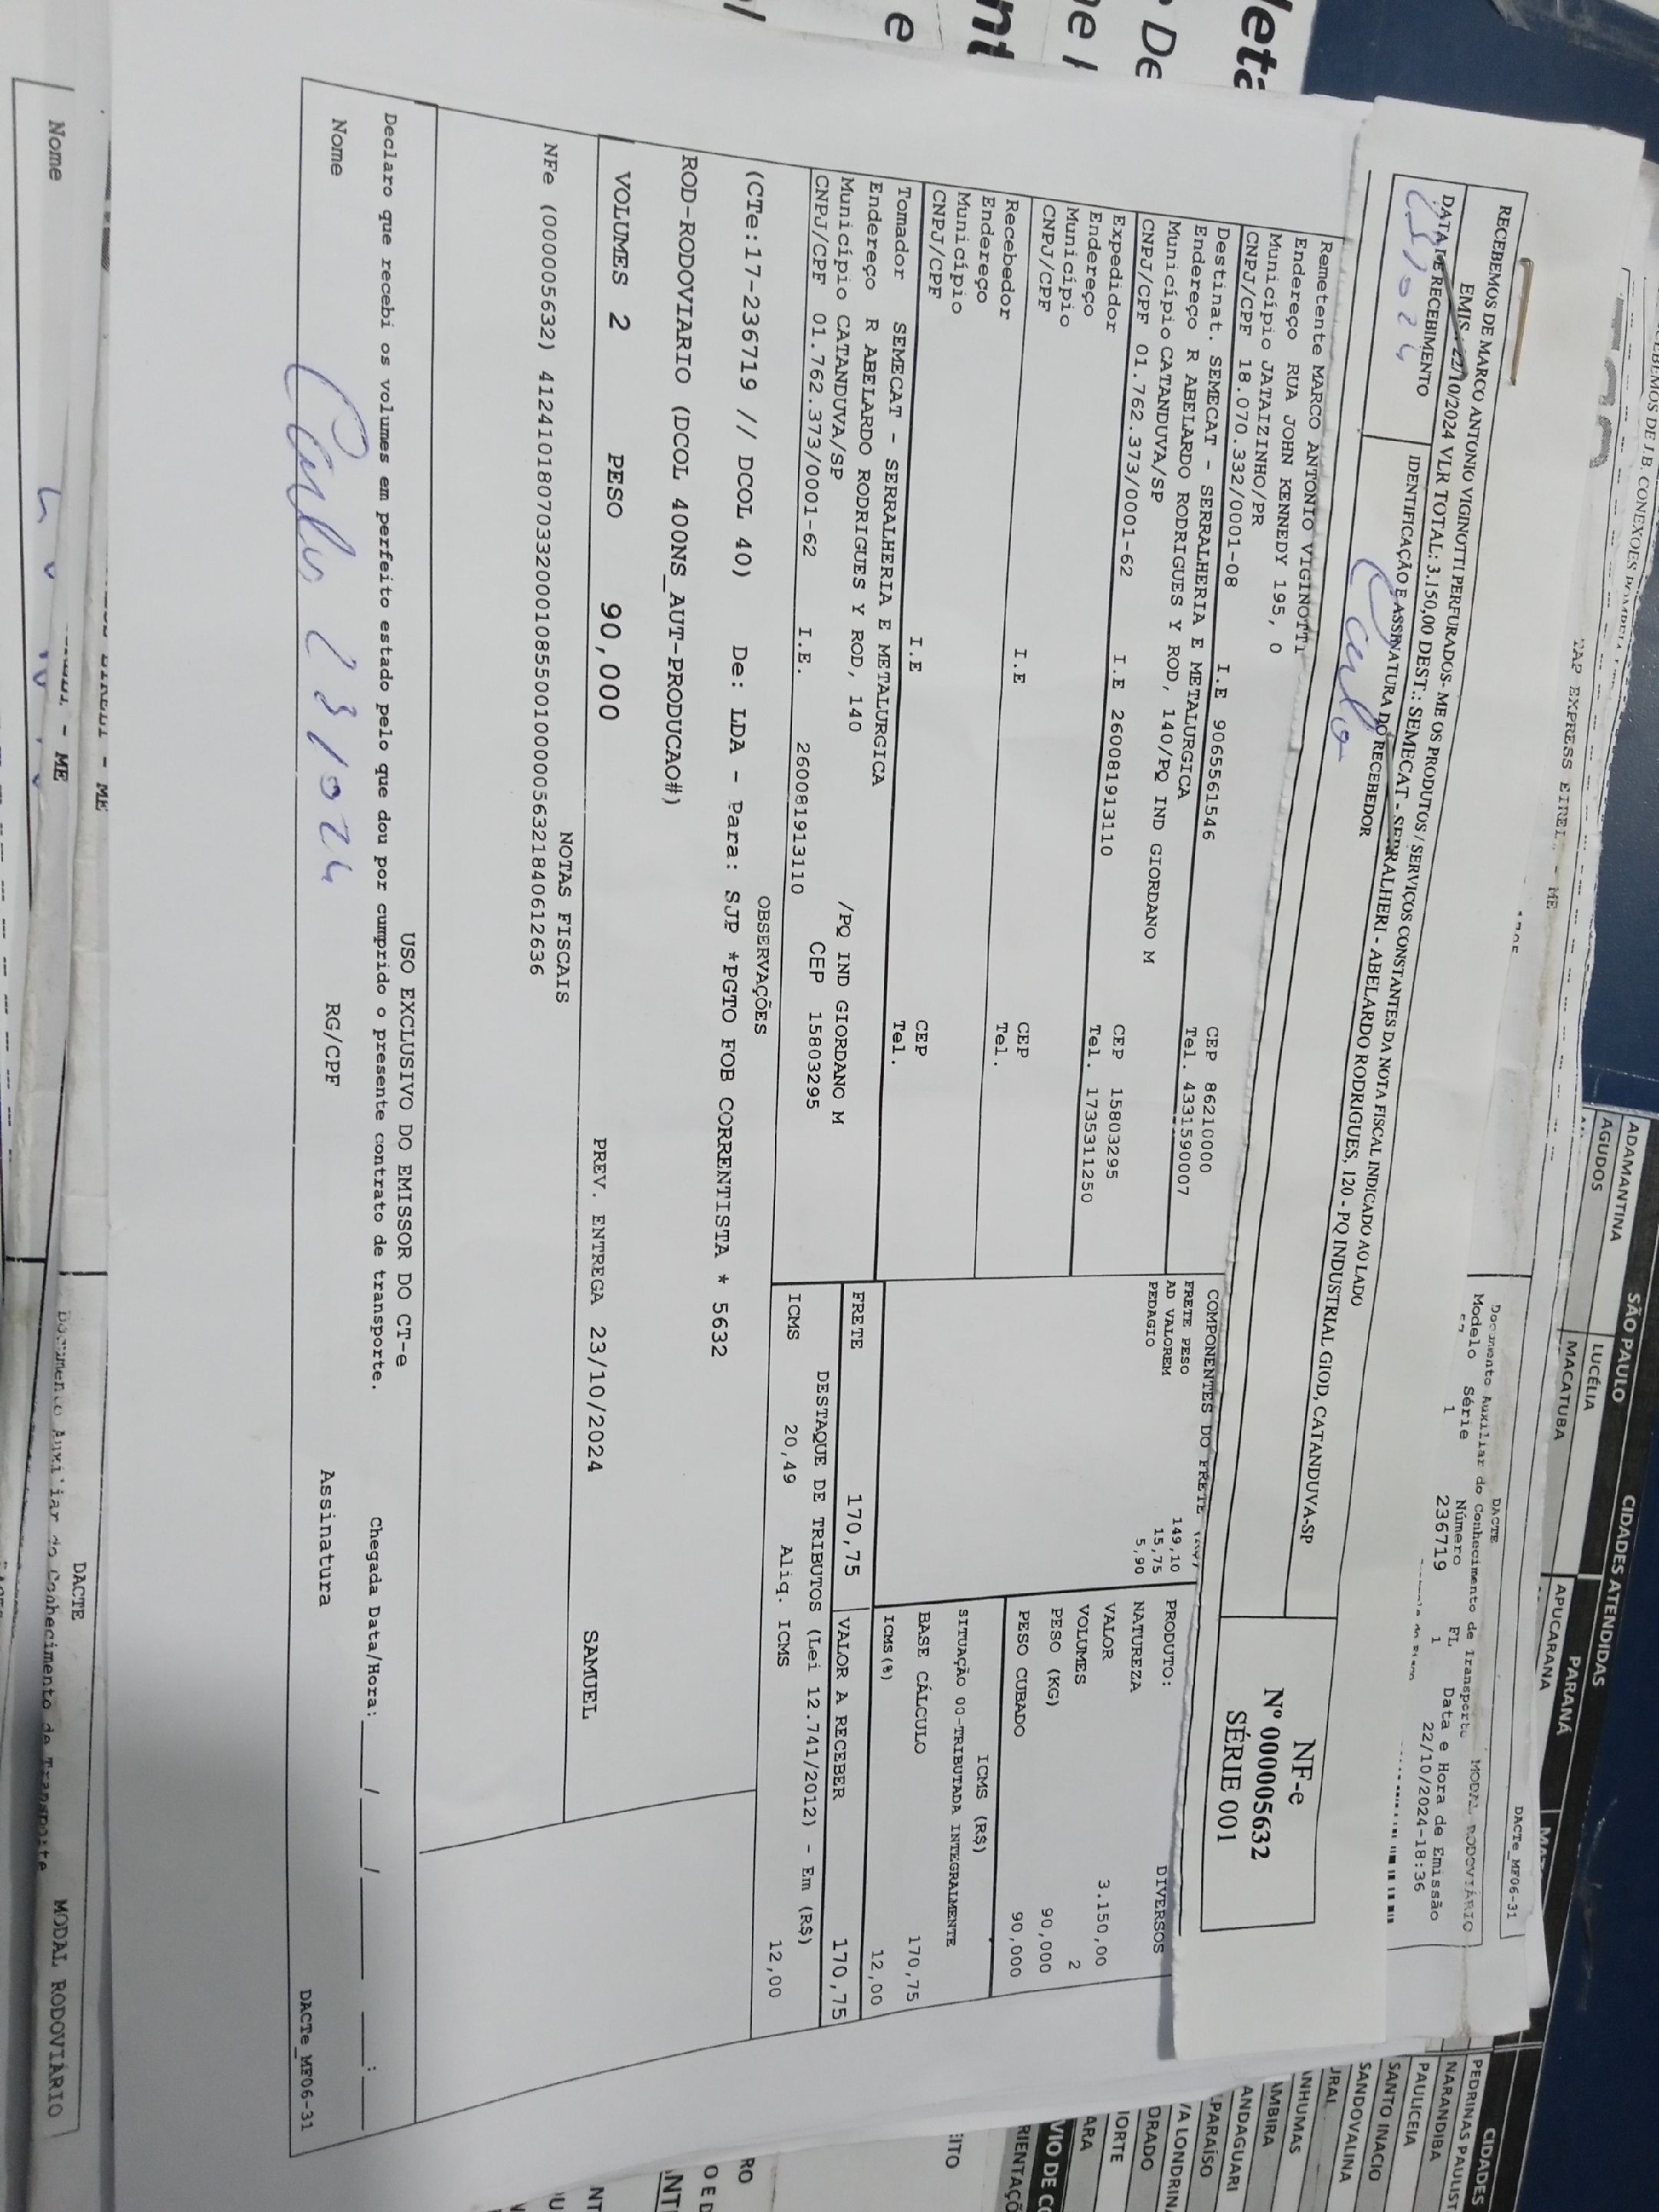 RECEBEMOS DE MARCO ANTONIO VIGINOTTI PERFURADOS- ME OS PRODUTOS / SERVIÇOS CONSTANTES DA NOTA FISCAL INDICADO AO LADO
EMIS.: 22/10/2024 VLR TOTAL: 3.150,00 DEST.: SEMECAT - SERRALHERI - ABELARDO RODRIGUES, 120 - PQ INDUSTRIAL GIOD, CATANDUVA-SP
DATA DE RECEBIMENTO
IDENTIFICAÇÃO E ASSINATURA DO RECEBEDOR
NF-e
Nº 000005632
SÉRIE 001
DACTe_MF06-31
DACTE
Documento Auxiliar do Conhecimento de Transporte
MODAL RODOVIÁRIO
Modelo Série Número FL Data e Hora de Emissão
1 236719 1 22/10/2024-18:36
Remetente MARCO ANTONIO VIGINOTTI
Endereço RUA JOHN KENNEDY 195, 0
Município JATAIZINHO/PR CEP 86210000
CNPJ/CPF 18.070.332/0001-08 I.E 9065561546 Tel. 4331590007
Destinat. SEMECAT - SERRALHERIA E METALURGICA
Endereço R ABELARDO RODRIGUES Y ROD, 140/PQ IND GIORDANO M
Município CATANDUVA/SP CEP 15803295
CNPJ/CPF 01.762.373/0001-62 I.E 260081913110 Tel. 1735311250
Expedidor
Endereço
Município CEP
CNPJ/CPF I.E Tel.
Recebedor
Endereço
Município CEP
CNPJ/CPF I.E Tel.
Tomador SEMECAT - SERRALHERIA E METALURGICA
Endereço R ABELARDO RODRIGUES Y ROD, 140 /PQ IND GIORDANO M
Município CATANDUVA/SP CEP 15803295
CNPJ/CPF 01.762.373/0001-62 I.E. 260081913110
COMPONENTES DO FRETE
FRETE PESO 149,10
AD VALOREM 15,75
PEDAGIO 5,90
PRODUTO: DIVERSOS
NATUREZA
VALOR 3.150,00
VOLUMES 2
PESO (KG) 90,000
PESO CUBADO 90,000
ICMS (R$)
SITUAÇÃO 00-TRIBUTADA INTEGRALMENTE
BASE CÁLCULO 170,75
ICMS(%) 12,00
FRETE 170,75 VALOR A RECEBER 170,75
DESTAQUE DE TRIBUTOS (Lei 12.741/2012) - Em (R$)
ICMS 20,49 Aliq. ICMS 12,00
OBSERVAÇÕES
(CTe:17-236719 // DCOL 40) De: LDA - Para: SJP *PGTO FOB CORRENTISTA * 5632
ROD-RODOVIARIO (DCOL 400NS_AUT-PRODUCAO#)
VOLUMES 2 PESO 90,000 PREV. ENTREGA 23/10/2024 SAMUEL
NOTAS FISCAIS
NFe (000005632) 41241018070332000108550010000056321840612636
USO EXCLUSIVO DO EMISSOR DO CT-e
Declaro que recebi os volumes em perfeito estado pelo que dou por cumprido o presente contrato de transporte. Chegada Data/Hora:___/___/_____ __:__
Nome RG/CPF Assinatura
DACTe_MF06-31
- ME
Nome
- ME
DACTE
Documento Auxiliar do Conhecimento de Transporte
MODAL RODOVIÁRIO
CIDADES ATENDIDAS
SÃO PAULO
PARANÁ
ADAMANTINA
LUCÉLIA
APUCARANA
AGUDOS
MACATUBA
CIDADES
PEDRINAS PAULIST
NARANDIBA
PAULICEIA
SANTO INACIO
SANDOVALINA